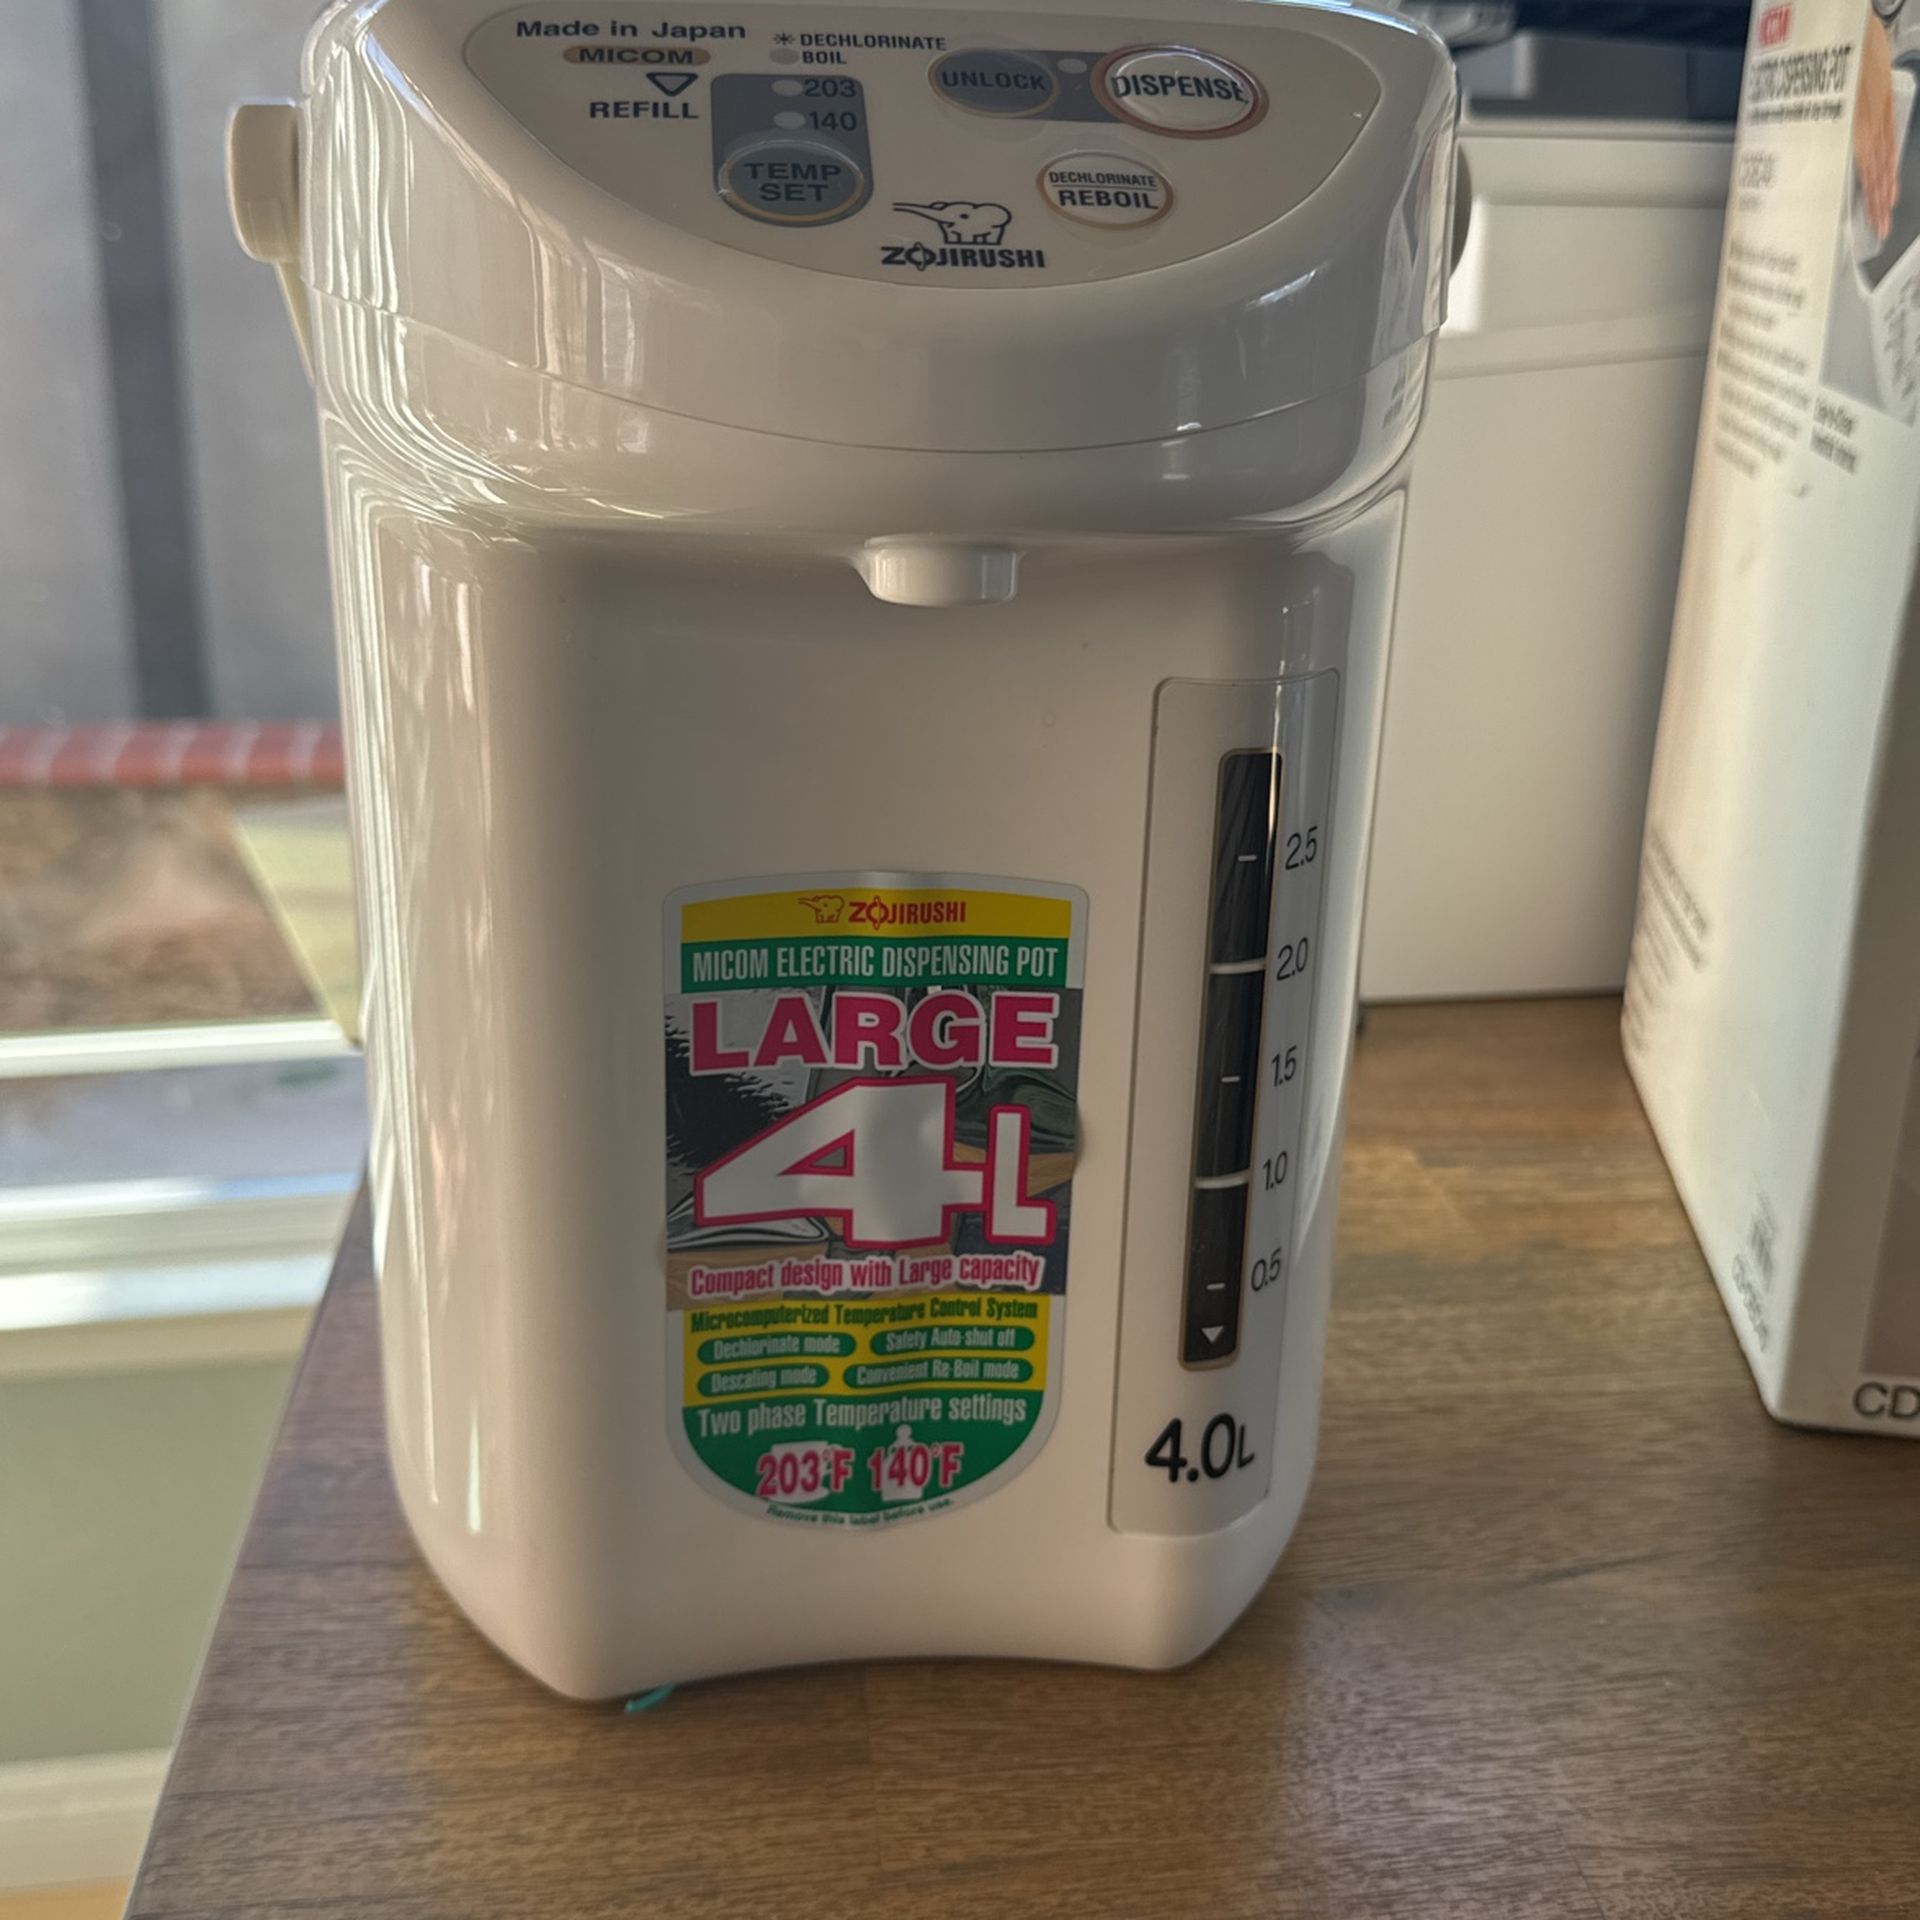 Made in Japan
MICOM
REFILL
DECHLORINATE
BOIL
203
140
TEMP
SET
UNLOCK
DISPENSE
DECHLORINATE
REBOIL
ZOJIRUSHI
2.5
2.0
1.5
1.0
0.5
4.0L
ZOJIRUSHI
MICOM ELECTRIC DISPENSING POT
LARGE
4L
Compact design with Large capacity
Microcomputerized Temperature Control System
Dechlorinate mode
Safety Auto-shut off
Descaling mode
Convenient Re-Boil mode
Two phase Temperature settings
203°F 140°F
Remove this label before use.
MICOM
ELECTRIC DISPENSING POT
CD